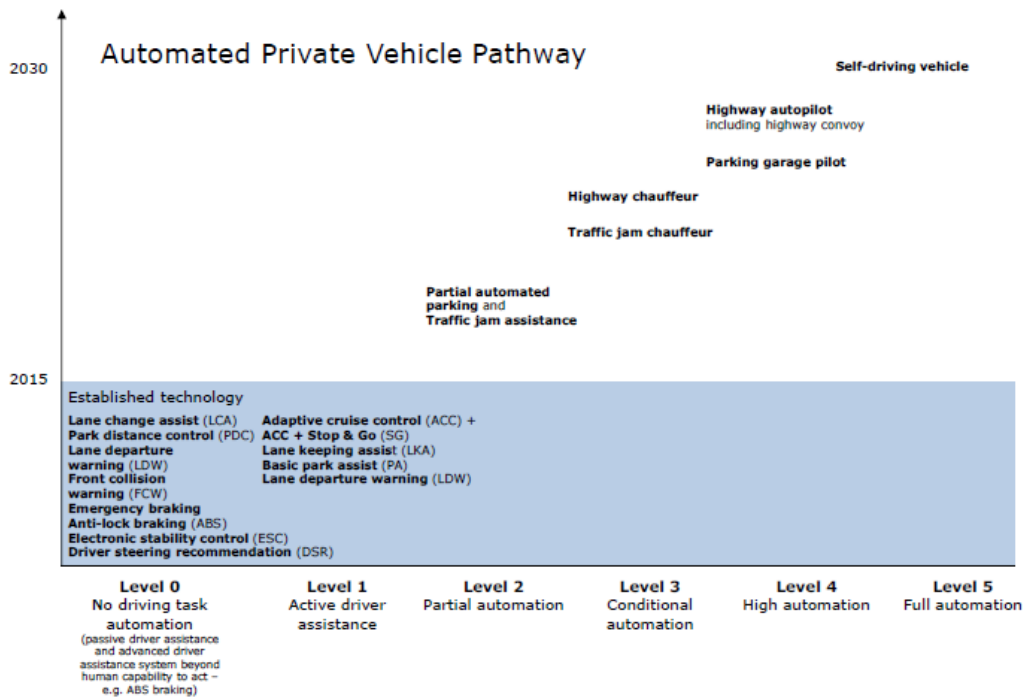 Automated Private Vehicle Pathway
2030
Self-driving vehicle
Highway autopilot
including highway convoy
Parking garage pilot
Highway chauffeur
Traffic jam chauffeur
Partial automated
parking and
Traffic jam assistance
2015
Established technology
Lane change assist (LCA)
Park distance control (PDC)
Lane departure
warning (LDW)
Front collision
warning (FCW)
Emergency braking
Anti-lock braking (ABS)
Electronic stability control (ESC)
Driver steering recommendation (DSR)
Adaptive cruise control (ACC) +
ACC + Stop & Go (SG)
Lane keeping assist (LKA)
Basic park assist (PA)
Lane departure warning (LDW)
Level 0
No driving task
automation
(passive driver assistance
and advanced driver
assistance system beyond
human capability to act –
e.g. ABS braking)
Level 1
Active driver
assistance
Level 2
Partial automation
Level 3
Conditional
automation
Level 4
High automation
Level 5
Full automation